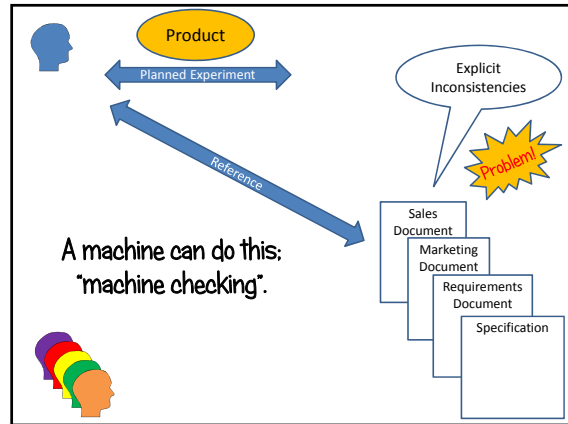 Product
Planned Experiment
Explicit
Inconsistencies
Problem!
Reference
Sales
Document
Marketing
Document
Requirements
Document
Specification
A machine can do this;
"machine checking".